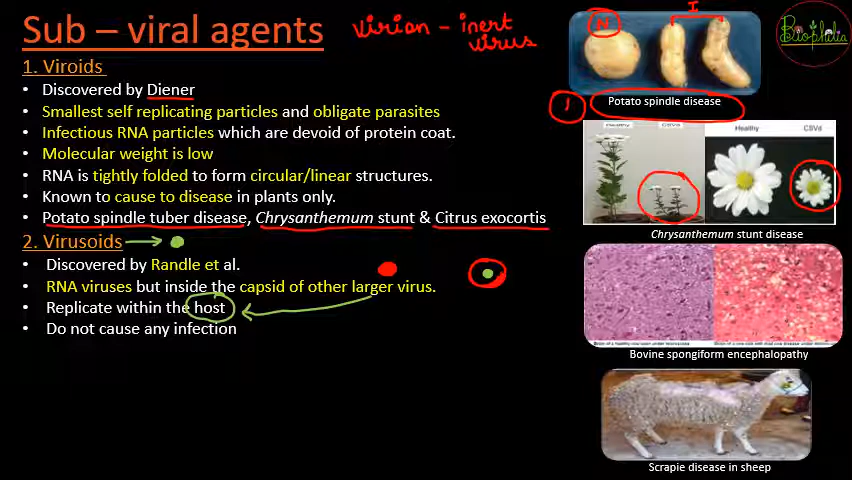 Sub – viral agents
virian – inert
virus
1. Viroids
• Discovered by Diener
• Smallest self replicating particles and obligate parasites
• Infectious RNA particles which are devoid of protein coat.
• Molecular weight is low
• RNA is tightly folded to form circular/linear structures.
• Known to cause to disease in plants only.
• Potato spindle tuber disease, Chrysanthemum stunt & Citrus exocortis
2. Virusoids
• Discovered by Randle et al.
• RNA viruses but inside the capsid of other larger virus.
• Replicate within the host
• Do not cause any infection
N
I
Biophilia
1
Potato spindle disease
Healthy
CSVd
Chrysanthemum stunt disease
Bovine spongiform encephalopathy
Scrapie disease in sheep